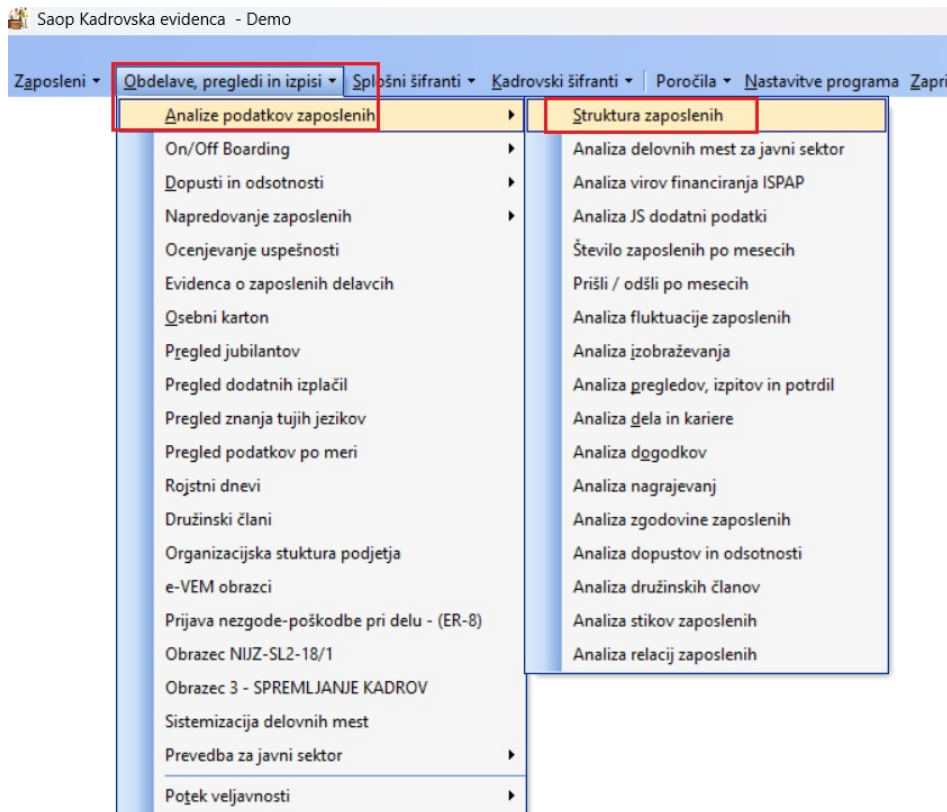 Saop Kadrovska evidenca - Demo
Zaposleni Obdelave, pregledi in izpisi Splošni šifranti Kadrovski šifranti Poročila Nastavitve programa Zapri
Analize podatkov zaposlenih
On/Off Boarding
Dopusti in odsotnosti
Napredovanje zaposlenih
Ocenjevanje uspešnosti
Evidenca o zaposlenih delavcih
Osebni karton
Pregled jubilantov
Pregled dodatnih izplačil
Pregled znanja tujih jezikov
Pregled podatkov po meri
Rojstni dnevi
Družinski člani
Organizacijska stuktura podjetja
e-VEM obrazci
Prijava nezgode-poškodbe pri delu - (ER-8)
Obrazec NIJZ-SL2-18/1
Obrazec 3 - SPREMLJANJE KADROV
Sistemizacija delovnih mest
Prevedba za javni sektor
Potek veljavnosti
Struktura zaposlenih
Analiza delovnih mest za javni sektor
Analiza virov financiranja ISPAP
Analiza JS dodatni podatki
Število zaposlenih po mesecih
Prišli / odšli po mesecih
Analiza fluktuacije zaposlenih
Analiza izobraževanja
Analiza pregledov, izpitov in potrdil
Analiza dela in kariere
Analiza dogodkov
Analiza nagrajevanj
Analiza zgodovine zaposlenih
Analiza dopustov in odsotnosti
Analiza družinskih članov
Analiza stikov zaposlenih
Analiza relacij zaposlenih